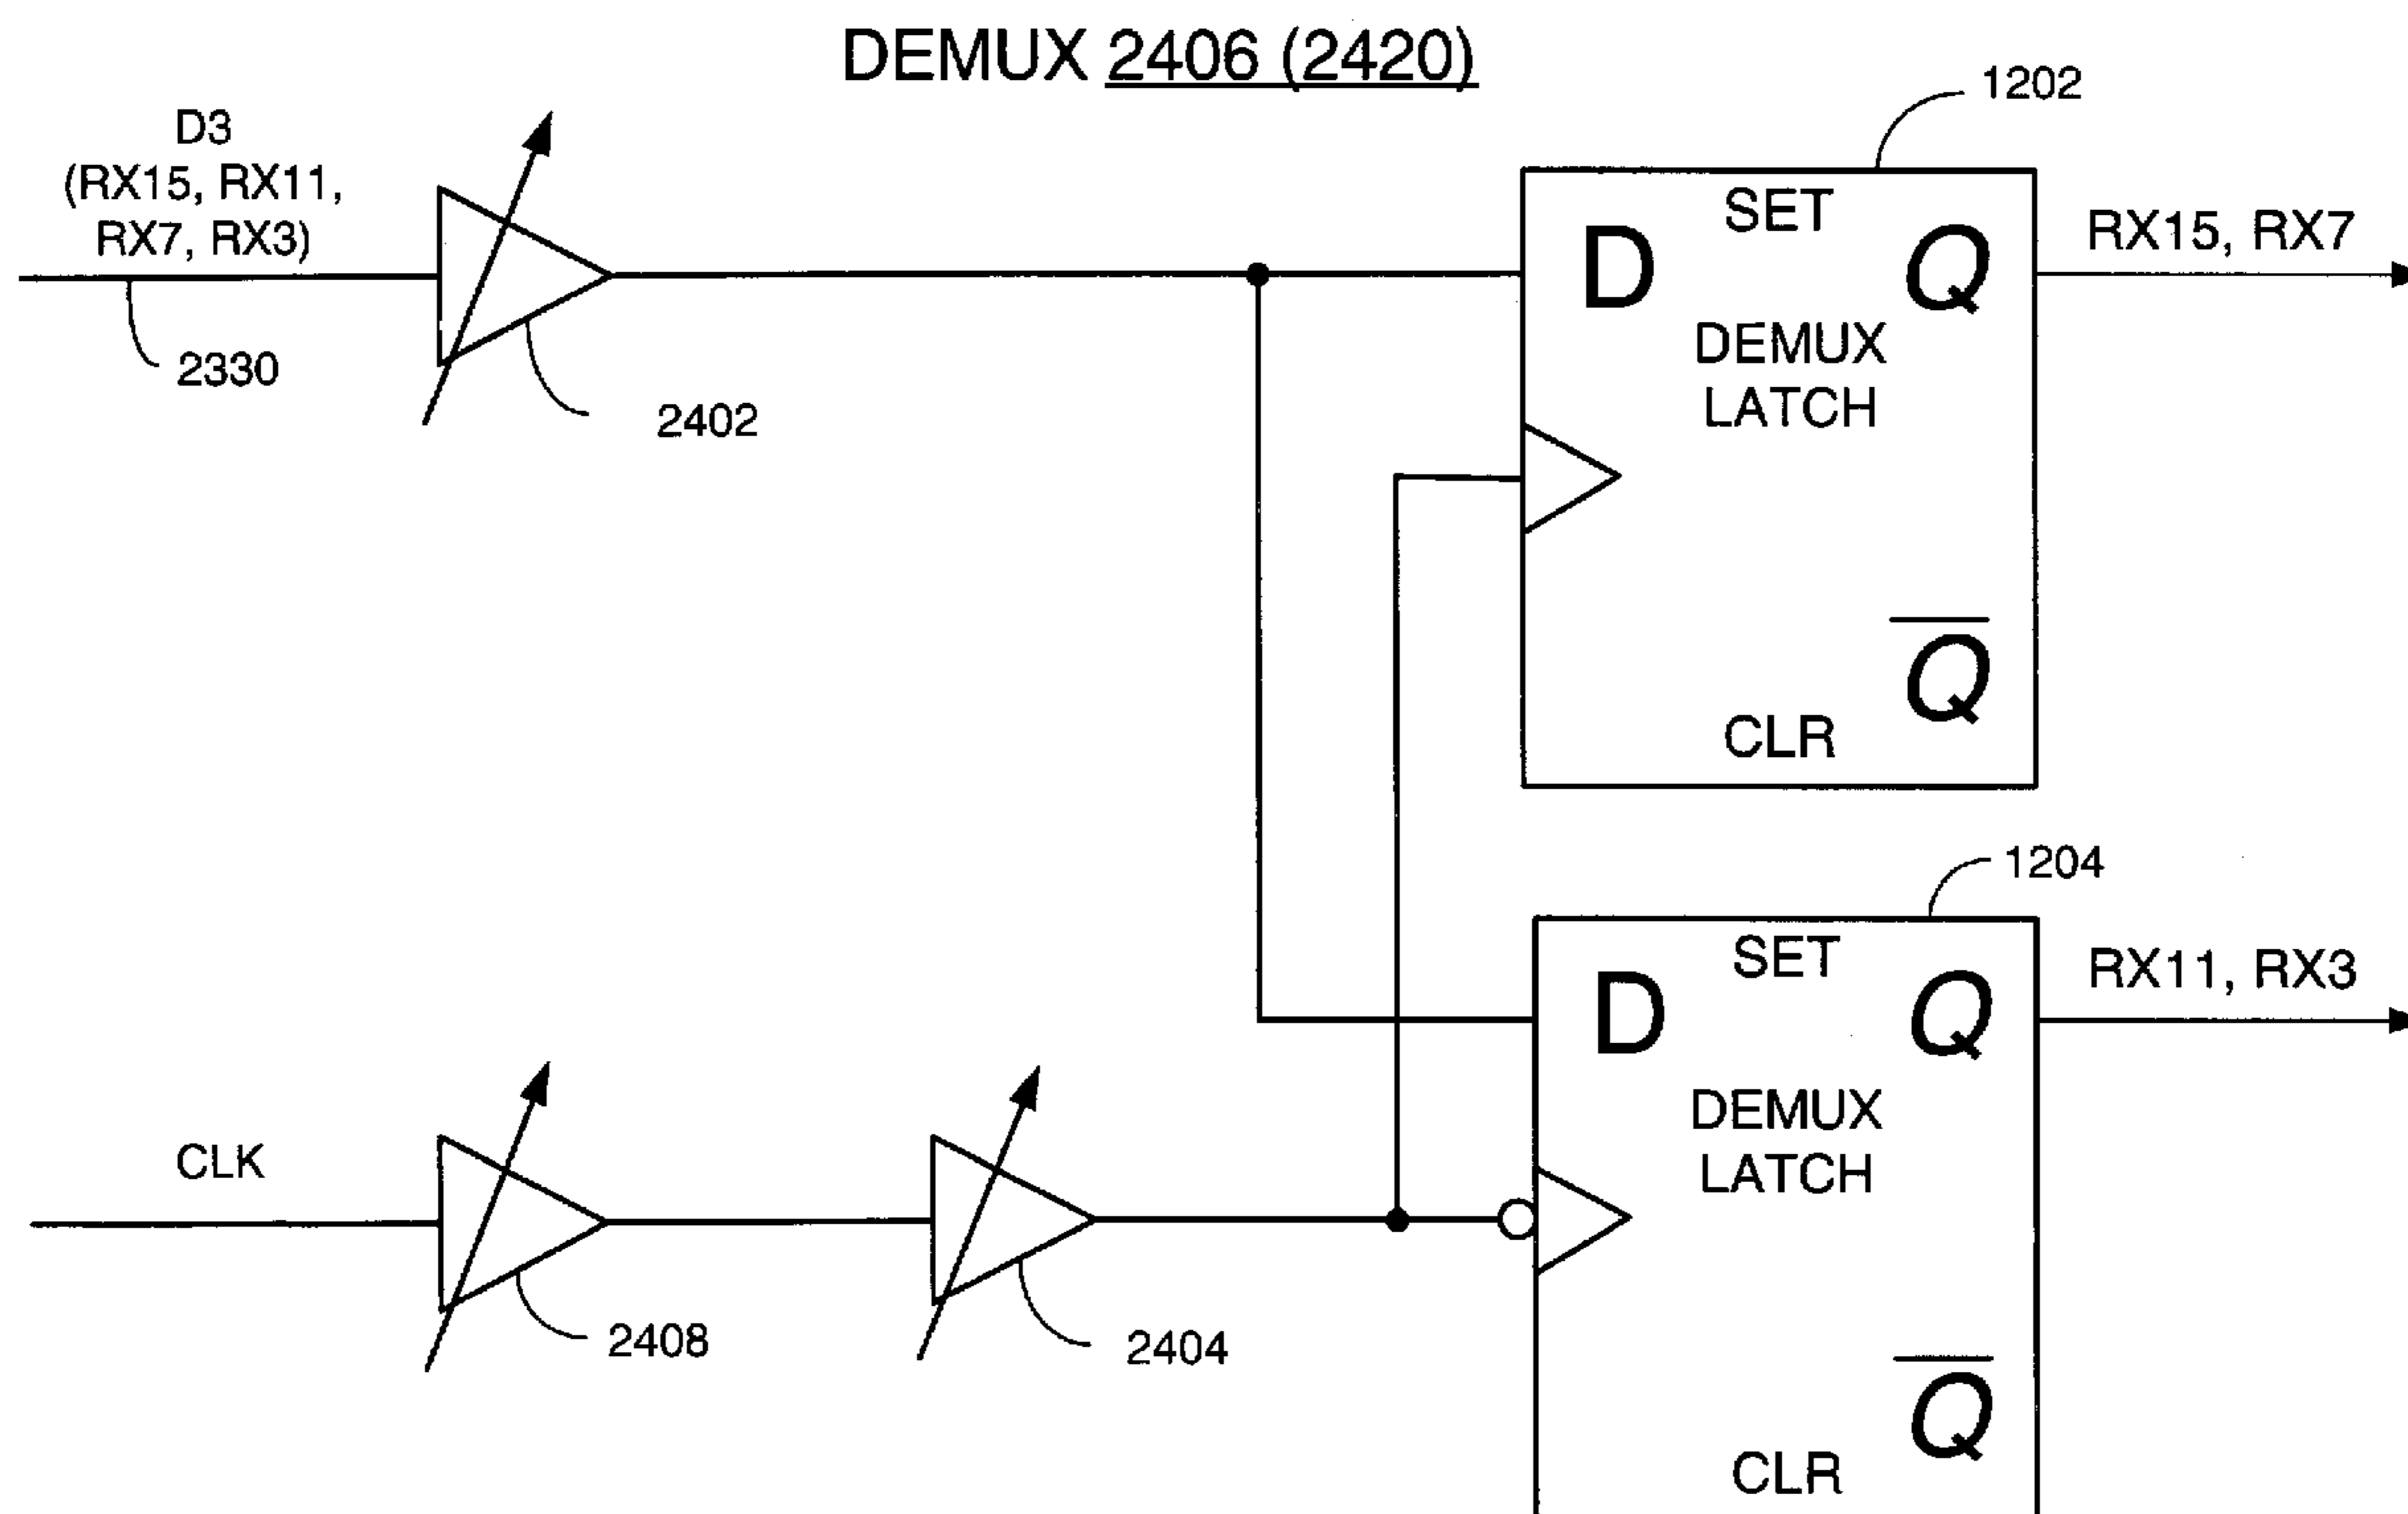 DEMUX 2406 (2420)
D3
(RX15, RX11,
RX7, RX3)
2330
2402
1202
SET
D
Q
DEMUX
LATCH
Q
CLR
RX15, RX7
1204
SET
D
Q
DEMUX
LATCH
Q
CLR
RX11, RX3
CLK
2408
2404